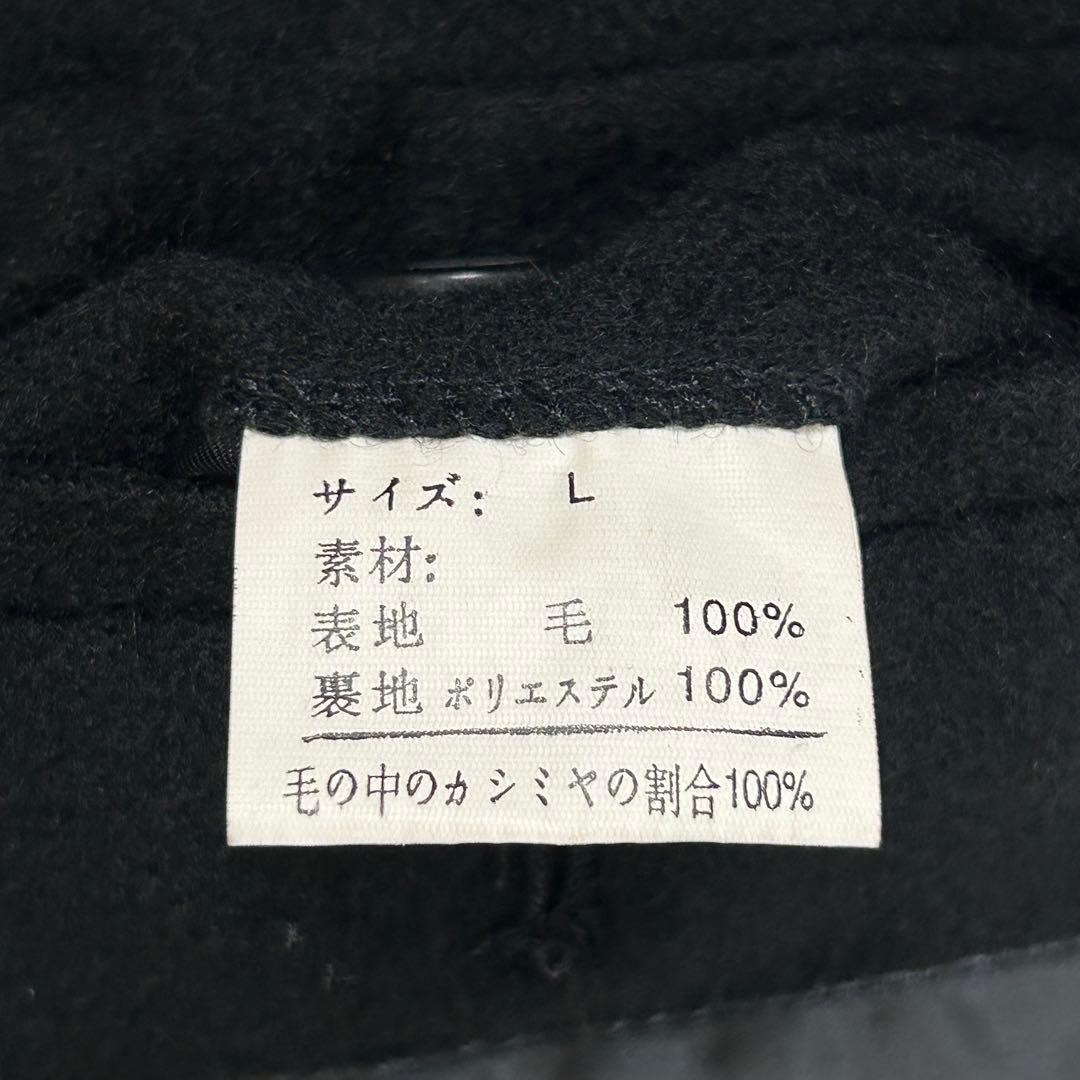 サイズ: L
素材:
表地 毛 100%
裏地 ポリエステル 100%
毛の中のカシミヤの割合100%